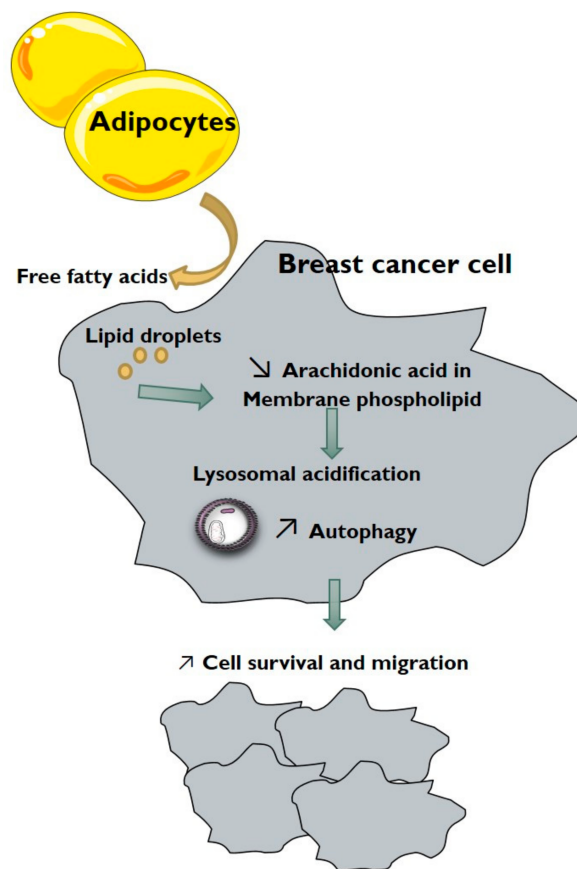 Adipocytes
Breast cancer cell
Free fatty acids
Lipid droplets
↘ Arachidonic acid in
Membrane phospholipid
Lysosomal acidification
↗ Autophagy
↗ Cell survival and migration